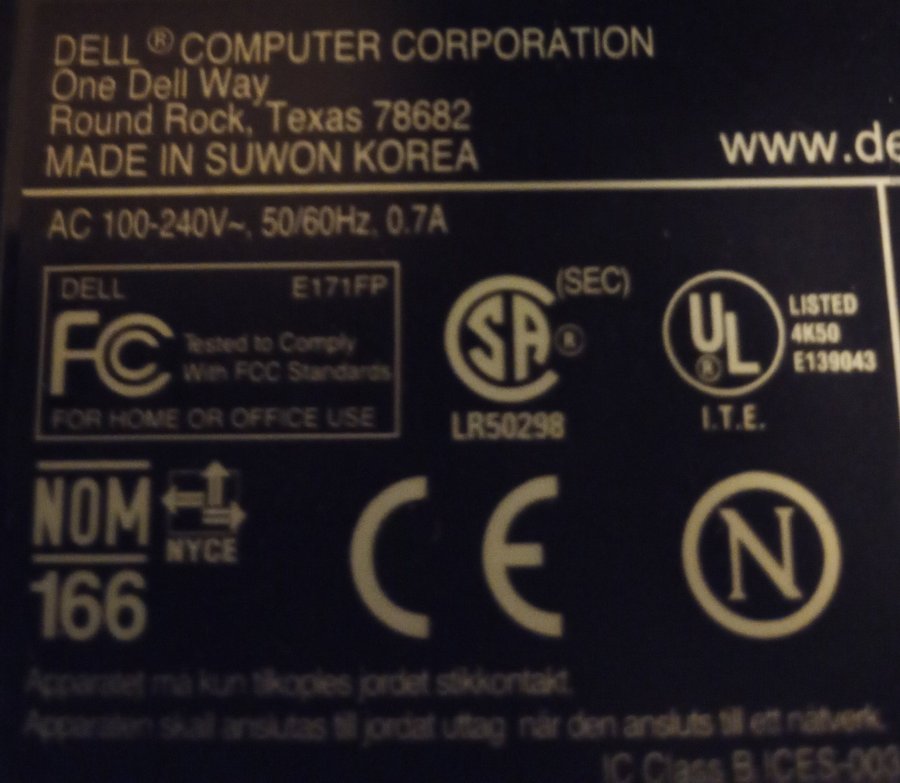 DELL® COMPUTER CORPORATION
One Dell Way
Round Rock, Texas 78682
MADE IN SUWON KOREA
www.de
AC 100-240V~, 50/60Hz, 0.7A
DELL E171FP
FC Tested to Comply
With FCC Standards
FOR HOME OR OFFICE USE
SA ® (SEC)
LR50298
UL ® LISTED
4K50
E139043
I.T.E.
NOM
NYCE
166
CE
N
Apparatet må kun tilkoples jordet stikkontakt.
Apparaten skall anslutas till jordat uttag när den ansluts till ett nätverk.
IC Class B ICES-003